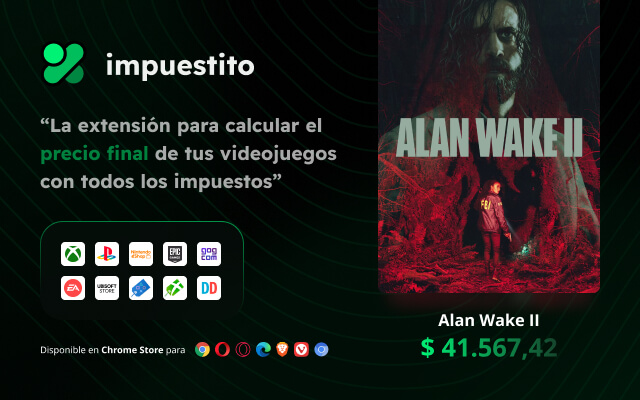 impuestito
“La extensión para calcular el
precio final de tus videojuegos
con todos los impuestos”
Nintendo
eShop
EPIC
GAMES
gog
com
EA
UBISOFT
STORE
DD
Disponible en Chrome Store para
ALAN WAKE II
FBI
Alan Wake II
$ 41.567,42